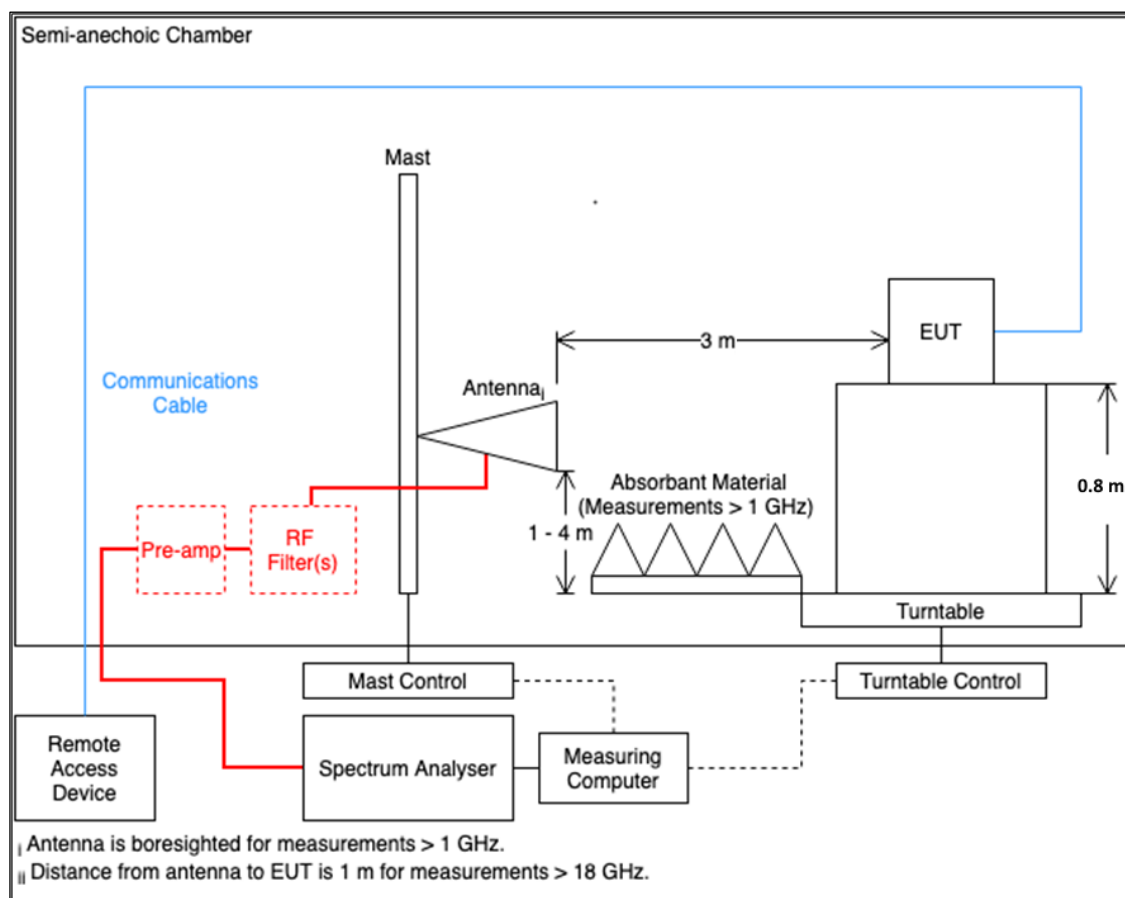 Semi-anechoic Chamber
Mast
EUT
3 m
Communications
Cable
Antennaᵢ
Absorbant Material
(Measurements > 1 GHz)
0.8 m
1 - 4 m
Pre-amp
RF
Filter(s)
Turntable
Mast Control
Turntable Control
Remote
Access
Device
Spectrum Analyser
Measuring
Computer
i Antenna is boresighted for measurements > 1 GHz.
ii Distance from antenna to EUT is 1 m for measurements > 18 GHz.